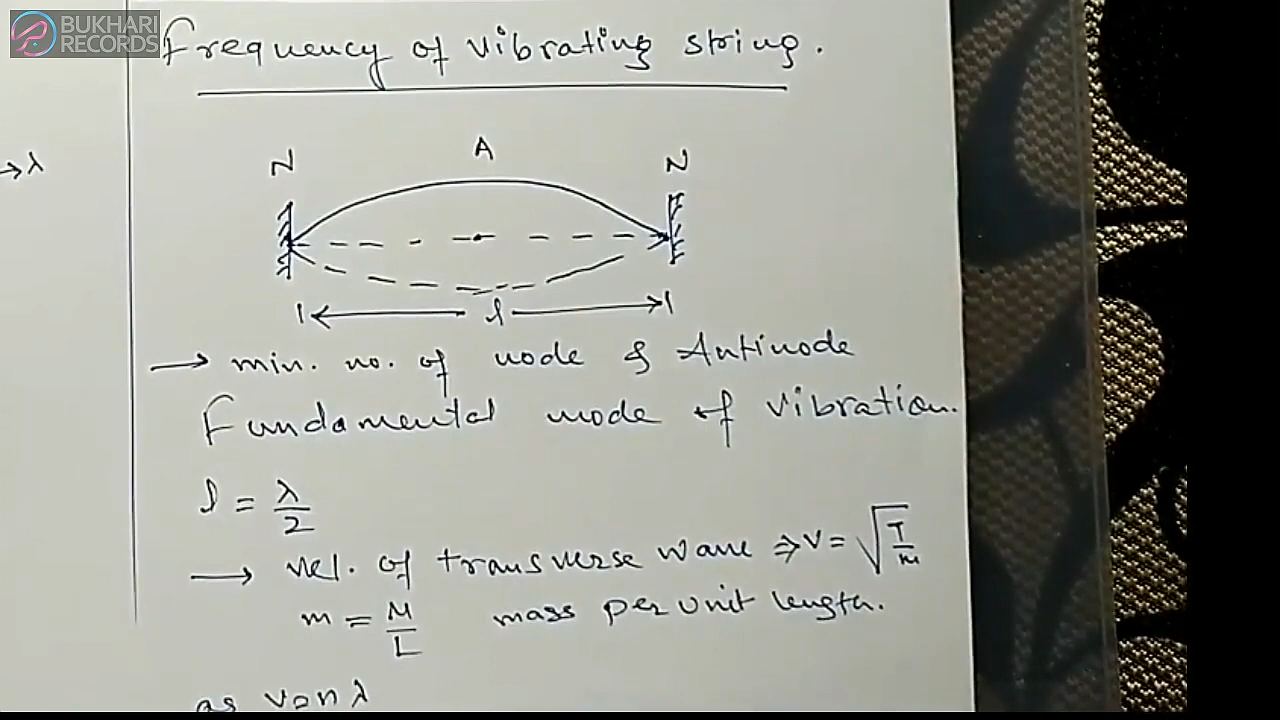 BUKHARI
RECORDS
Frequency of vibrating string.
→λ
N A N
l
→ min. no. of node & Antinode
Fundamental mode of vibration.
l = λ/2
→ vel. of transverse wave ⇒ v = √(T/m)
m = M/L mass per unit length.
as v = nλ